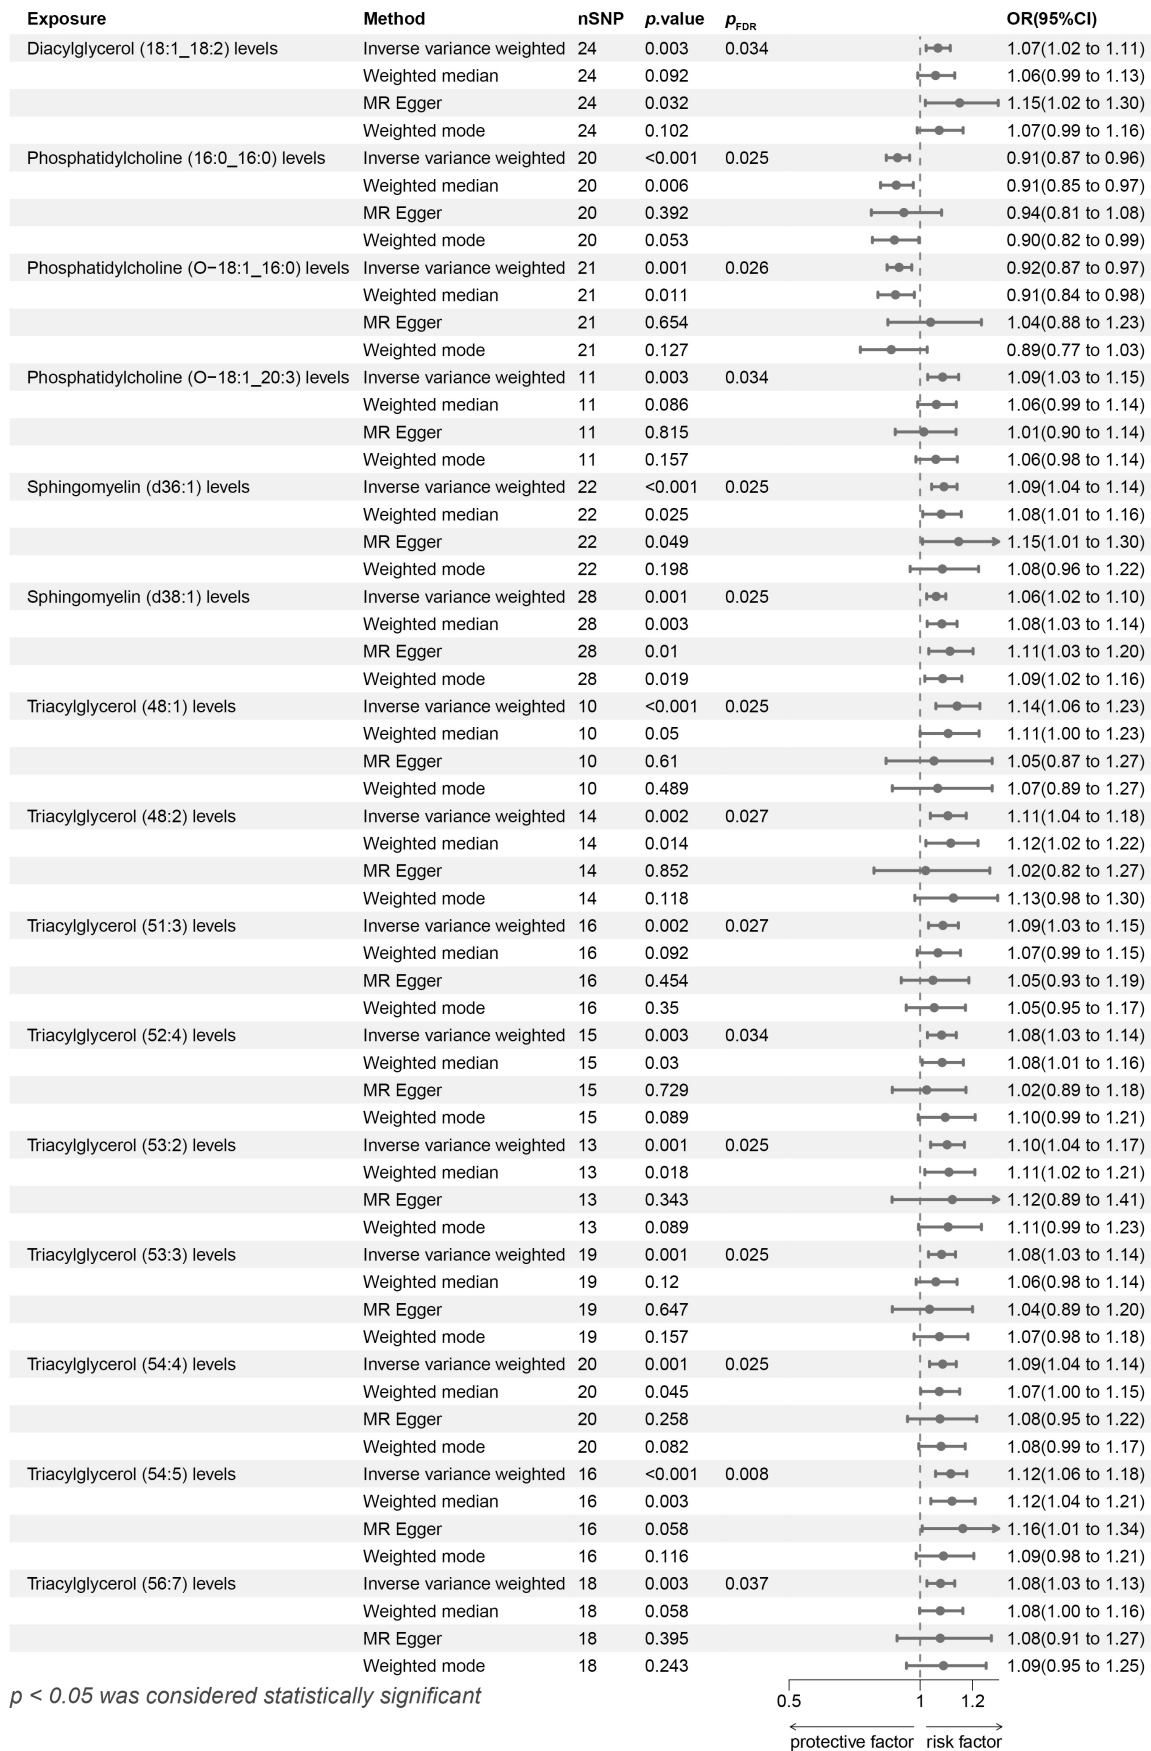 Exposure Method nSNP p.value pFDR OR(95%CI)
Diacylglycerol (18:1_18:2) levels Inverse variance weighted 24 0.003 0.034 1.07(1.02 to 1.11)
Weighted median 24 0.092 1.06(0.99 to 1.13)
MR Egger 24 0.032 1.15(1.02 to 1.30)
Weighted mode 24 0.102 1.07(0.99 to 1.16)
Phosphatidylcholine (16:0_16:0) levels Inverse variance weighted 20 <0.001 0.025 0.91(0.87 to 0.96)
Weighted median 20 0.006 0.91(0.85 to 0.97)
MR Egger 20 0.392 0.94(0.81 to 1.08)
Weighted mode 20 0.053 0.90(0.82 to 0.99)
Phosphatidylcholine (O−18:1_16:0) levels Inverse variance weighted 21 0.001 0.026 0.92(0.87 to 0.97)
Weighted median 21 0.011 0.91(0.84 to 0.98)
MR Egger 21 0.654 1.04(0.88 to 1.23)
Weighted mode 21 0.127 0.89(0.77 to 1.03)
Phosphatidylcholine (O−18:1_20:3) levels Inverse variance weighted 11 0.003 0.034 1.09(1.03 to 1.15)
Weighted median 11 0.086 1.06(0.99 to 1.14)
MR Egger 11 0.815 1.01(0.90 to 1.14)
Weighted mode 11 0.157 1.06(0.98 to 1.14)
Sphingomyelin (d36:1) levels Inverse variance weighted 22 <0.001 0.025 1.09(1.04 to 1.14)
Weighted median 22 0.025 1.08(1.01 to 1.16)
MR Egger 22 0.049 1.15(1.01 to 1.30)
Weighted mode 22 0.198 1.08(0.96 to 1.22)
Sphingomyelin (d38:1) levels Inverse variance weighted 28 0.001 0.025 1.06(1.02 to 1.10)
Weighted median 28 0.003 1.08(1.03 to 1.14)
MR Egger 28 0.01 1.11(1.03 to 1.20)
Weighted mode 28 0.019 1.09(1.02 to 1.16)
Triacylglycerol (48:1) levels Inverse variance weighted 10 <0.001 0.025 1.14(1.06 to 1.23)
Weighted median 10 0.05 1.11(1.00 to 1.23)
MR Egger 10 0.61 1.05(0.87 to 1.27)
Weighted mode 10 0.489 1.07(0.89 to 1.27)
Triacylglycerol (48:2) levels Inverse variance weighted 14 0.002 0.027 1.11(1.04 to 1.18)
Weighted median 14 0.014 1.12(1.02 to 1.22)
MR Egger 14 0.852 1.02(0.82 to 1.27)
Weighted mode 14 0.118 1.13(0.98 to 1.30)
Triacylglycerol (51:3) levels Inverse variance weighted 16 0.002 0.027 1.09(1.03 to 1.15)
Weighted median 16 0.092 1.07(0.99 to 1.15)
MR Egger 16 0.454 1.05(0.93 to 1.19)
Weighted mode 16 0.35 1.05(0.95 to 1.17)
Triacylglycerol (52:4) levels Inverse variance weighted 15 0.003 0.034 1.08(1.03 to 1.14)
Weighted median 15 0.03 1.08(1.01 to 1.16)
MR Egger 15 0.729 1.02(0.89 to 1.18)
Weighted mode 15 0.089 1.10(0.99 to 1.21)
Triacylglycerol (53:2) levels Inverse variance weighted 13 0.001 0.025 1.10(1.04 to 1.17)
Weighted median 13 0.018 1.11(1.02 to 1.21)
MR Egger 13 0.343 1.12(0.89 to 1.41)
Weighted mode 13 0.089 1.11(0.99 to 1.23)
Triacylglycerol (53:3) levels Inverse variance weighted 19 0.001 0.025 1.08(1.03 to 1.14)
Weighted median 19 0.12 1.06(0.98 to 1.14)
MR Egger 19 0.647 1.04(0.89 to 1.20)
Weighted mode 19 0.157 1.07(0.98 to 1.18)
Triacylglycerol (54:4) levels Inverse variance weighted 20 0.001 0.025 1.09(1.04 to 1.14)
Weighted median 20 0.045 1.07(1.00 to 1.15)
MR Egger 20 0.258 1.08(0.95 to 1.22)
Weighted mode 20 0.082 1.08(0.99 to 1.17)
Triacylglycerol (54:5) levels Inverse variance weighted 16 <0.001 0.008 1.12(1.06 to 1.18)
Weighted median 16 0.003 1.12(1.04 to 1.21)
MR Egger 16 0.058 1.16(1.01 to 1.34)
Weighted mode 16 0.116 1.09(0.98 to 1.21)
Triacylglycerol (56:7) levels Inverse variance weighted 18 0.003 0.037 1.08(1.03 to 1.13)
Weighted median 18 0.058 1.08(1.00 to 1.16)
MR Egger 18 0.395 1.08(0.91 to 1.27)
Weighted mode 18 0.243 1.09(0.95 to 1.25)
p < 0.05 was considered statistically significant
0.5 1 1.2
protective factor risk factor